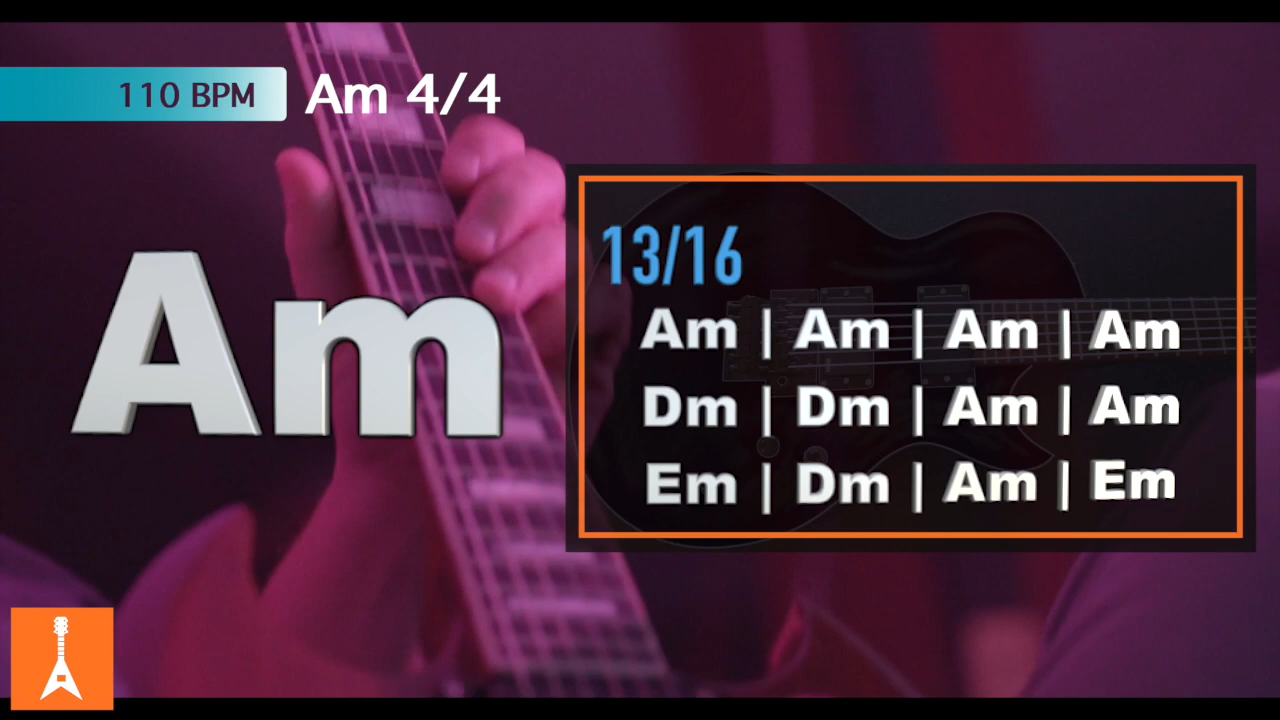 110 BPM Am 4/4
Am
13/16
Am | Am | Am | Am
Dm | Dm | Am | Am
Em | Dm | Am | Em